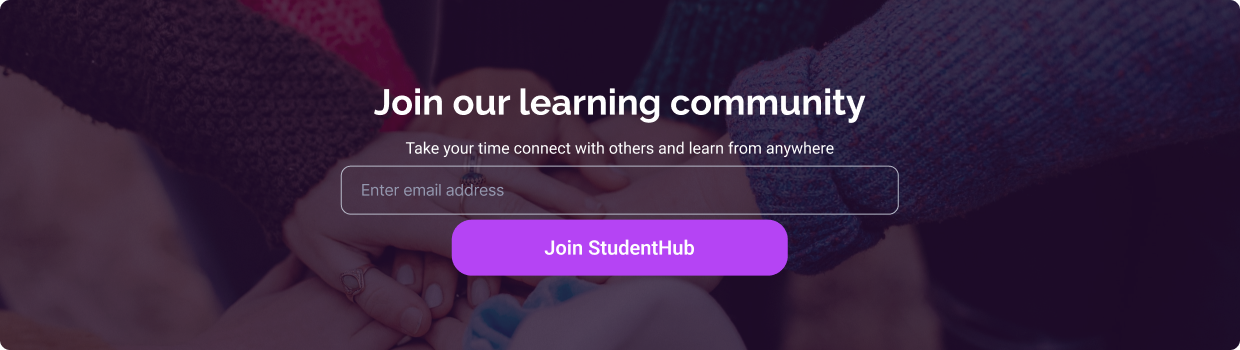 Join our learning community
Take your time connect with others and learn from anywhere
Enter email address
Join StudentHub